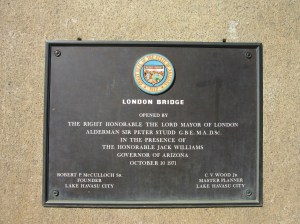 LONDON BRIDGE
OPENED BY
THE RIGHT HONORABLE THE LORD MAYOR OF LONDON
ALDERMAN SIR PETER STUDD G.B.E. M.A., D.Sc.
IN THE PRESENCE OF
THE HONORABLE JACK WILLIAMS
GOVERNOR OF ARIZONA
OCTOBER 10 1971
ROBERT P. McCULLOCH SR.
FOUNDER
LAKE HAVASU CITY
C. V. WOOD JR.
MASTER PLANNER
LAKE HAVASU CITY